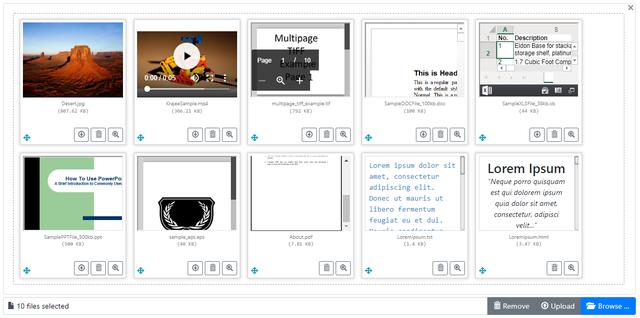 0:00 / 0:05
Multipage
TIFF
Example
Page 1
Page 1 / 10
This is Head
A B
No. Description
1 Eldon Base for stacka
storage shelf, platinum
2 1.7 Cubic Foot Comp
Desert.jpg
KrajeeSample.mp4
multipage_tiff_example.tif
SampleDOCFile_100kb.doc
SampleXLSFile_38kb.xls
(366.21 KB)
(792 KB)
(100 KB)
(44 KB)
How To Use PowerPo
A Brief Introduction to Commonly Used
Lorem ipsum dolor sit
amet, consectetur
adipiscing elit.
Donec ut mauris ut
libero fermentum
feugiat eu et dui.
Lorem Ipsum
"Neque porro quisquam
est qui dolorem ipsum
quia dolor sit amet,
consectetur, adipisci
velit..."
SamplePPTFile_500kb.ppt
sample_eps.eps
About.pdf
LoremIpsum.txt
LoremIpsum.html
(500 KB)
(40 KB)
(7.81 KB)
(1.4 KB)
(3.47 KB)
10 files selected
Remove
Upload
Browse ...